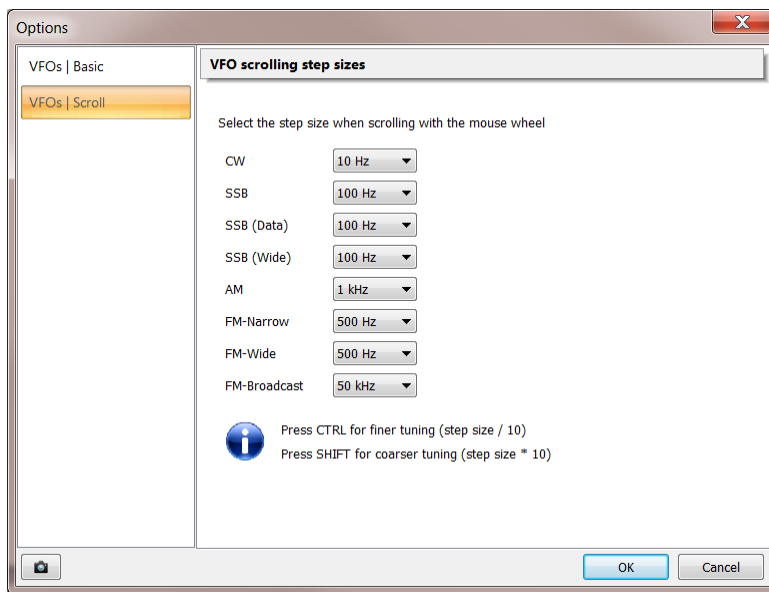 Options
X
VFOs | Basic
VFOs | Scroll
VFO scrolling step sizes
Select the step size when scrolling with the mouse wheel
CW 10 Hz
SSB 100 Hz
SSB (Data) 100 Hz
SSB (Wide) 100 Hz
AM 1 kHz
FM-Narrow 500 Hz
FM-Wide 500 Hz
FM-Broadcast 50 kHz
i
Press CTRL for finer tuning (step size / 10)
Press SHIFT for coarser tuning (step size * 10)
OK Cancel